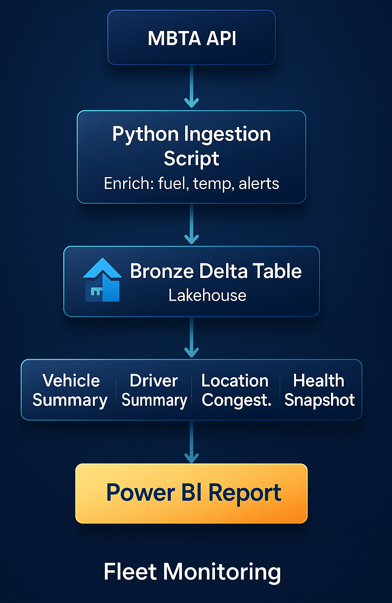 MBTA API
Python Ingestion
Script
Enrich: fuel, temp, alerts
Bronze Delta Table
Lakehouse
Vehicle
Summary
Driver
Summary
Location
Congest.
Health
Snapshot
Power BI Report
Fleet Monitoring